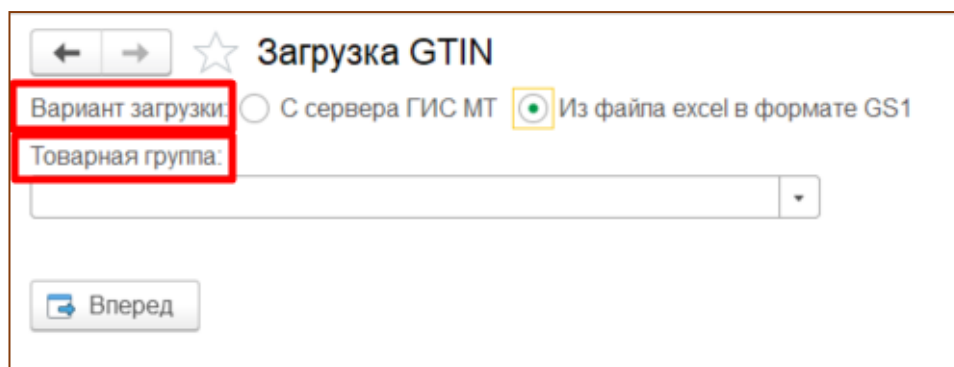 Загрузка GTIN
Вариант загрузки: С сервера ГИС МТ Из файла excel в формате GS1
Товарная группа:
Вперед